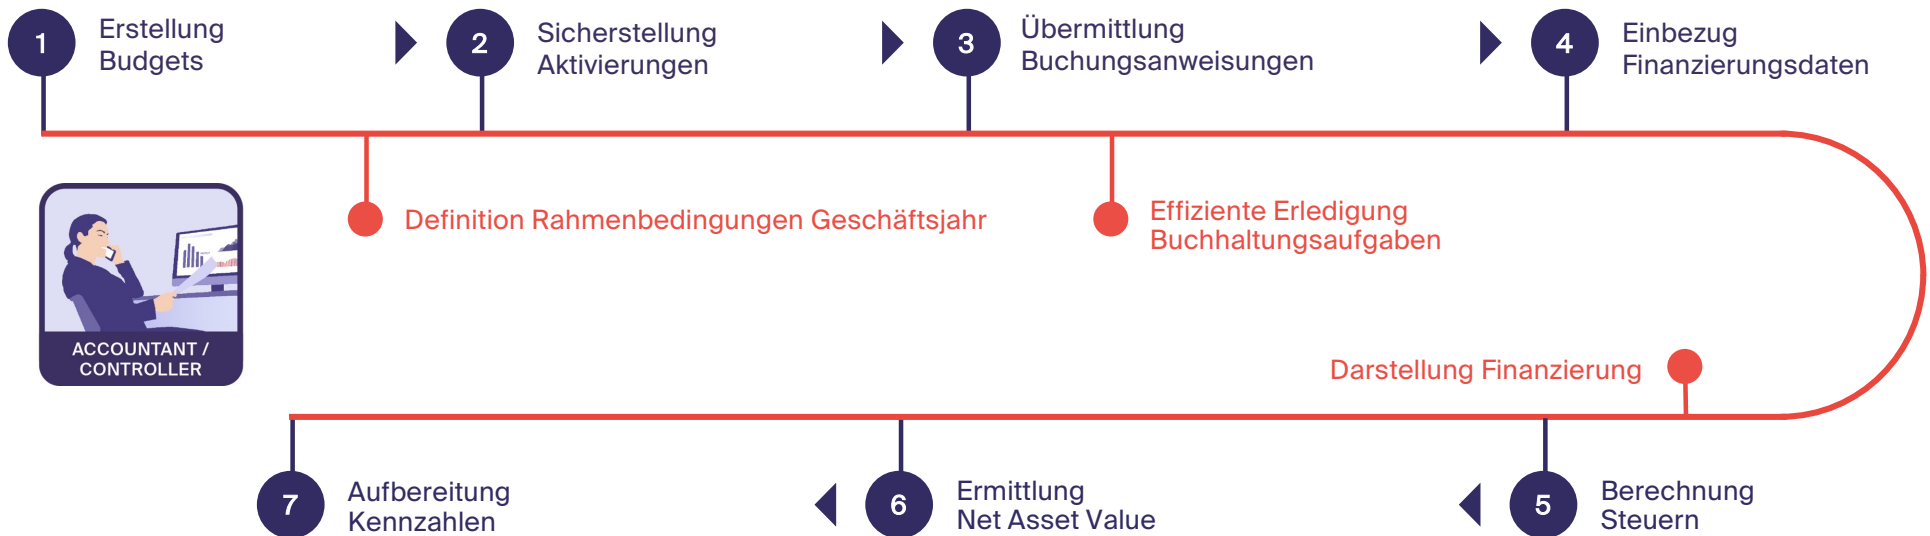 1
Erstellung
Budgets
2
Sicherstellung
Aktivierungen
3
Übermittlung
Buchungsanweisungen
4
Einbezug
Finanzierungsdaten
Definition Rahmenbedingungen Geschäftsjahr
Effiziente Erledigung
Buchhaltungsaufgaben
ACCOUNTANT /
CONTROLLER
Darstellung Finanzierung
7
Aufbereitung
Kennzahlen
6
Ermittlung
Net Asset Value
5
Berechnung
Steuern